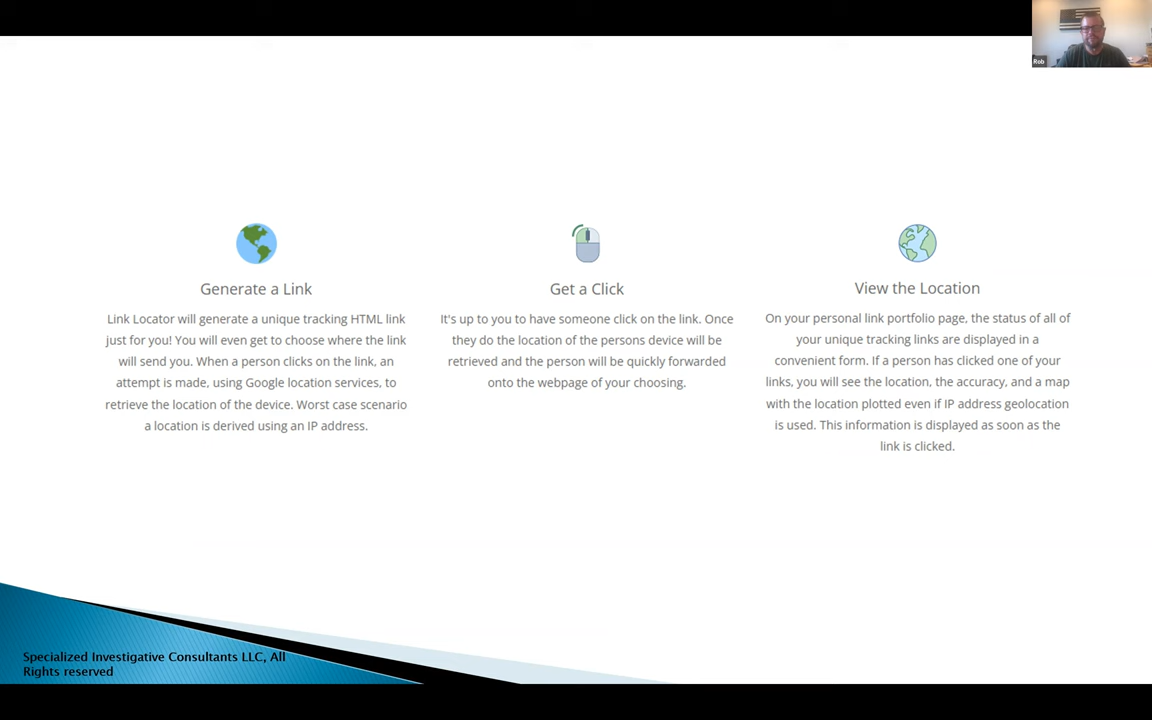 Rob
Generate a Link
Link Locator will generate a unique tracking HTML link
just for you! You will even get to choose where the link
will send you. When a person clicks on the link, an
attempt is made, using Google location services, to
retrieve the location of the device. Worst case scenario
a location is derived using an IP address.
Get a Click
It's up to you to have someone click on the link. Once
they do the location of the persons device will be
retrieved and the person will be quickly forwarded
onto the webpage of your choosing.
View the Location
On your personal link portfolio page, the status of all of
your unique tracking links are displayed in a
convenient form. If a person has clicked one of your
links, you will see the location, the accuracy, and a map
with the location plotted even if IP address geolocation
is used. This information is displayed as soon as the
link is clicked.
Specialized Investigative Consultants LLC, All
Rights reserved